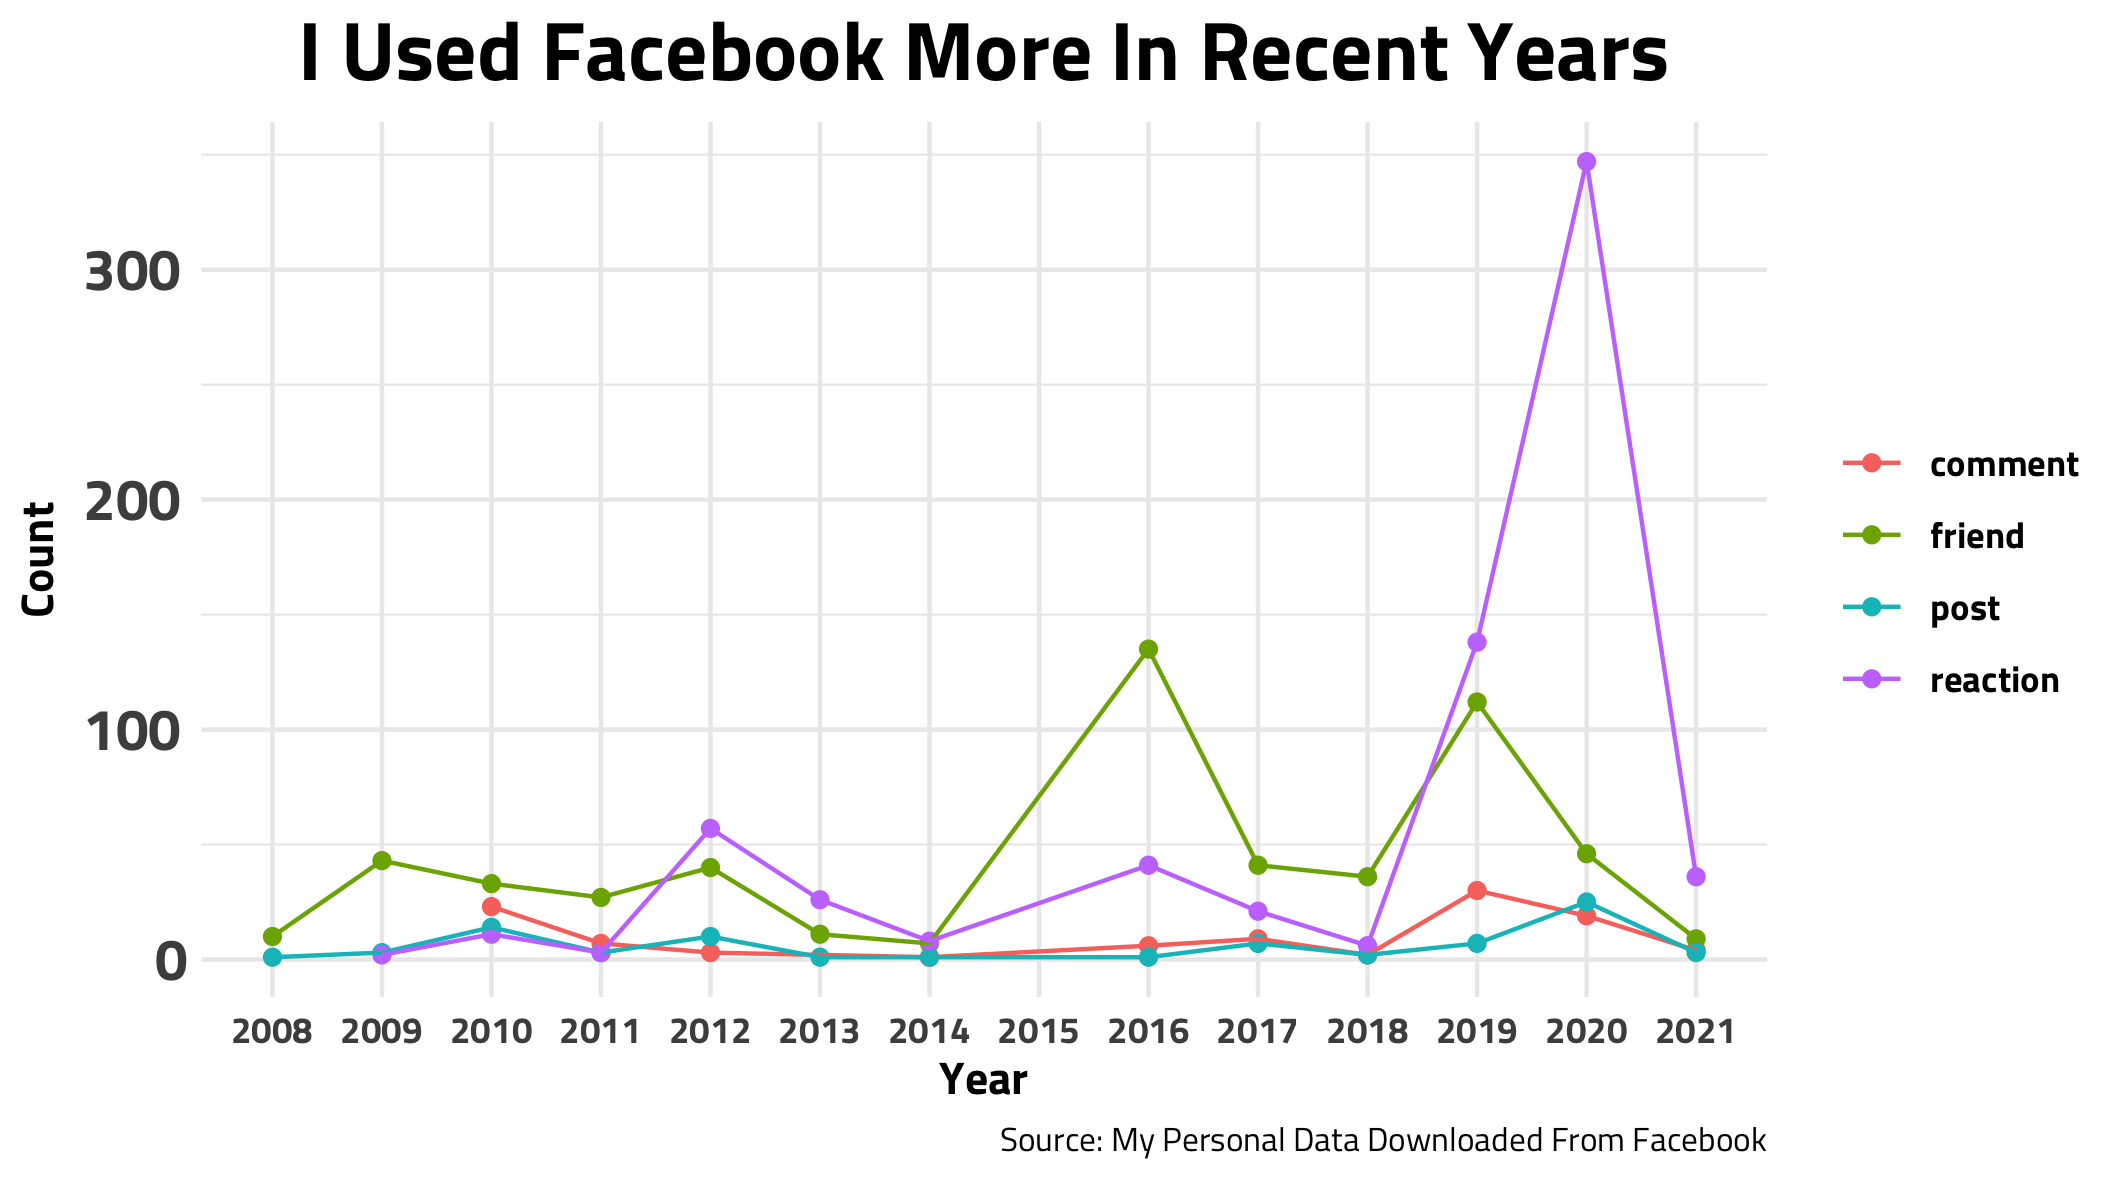 I Used Facebook More In Recent Years
300
200
100
0
Count
2008 2009 2010 2011 2012 2013 2014 2015 2016 2017 2018 2019 2020 2021
Year
comment
friend
post
reaction
Source: My Personal Data Downloaded From Facebook